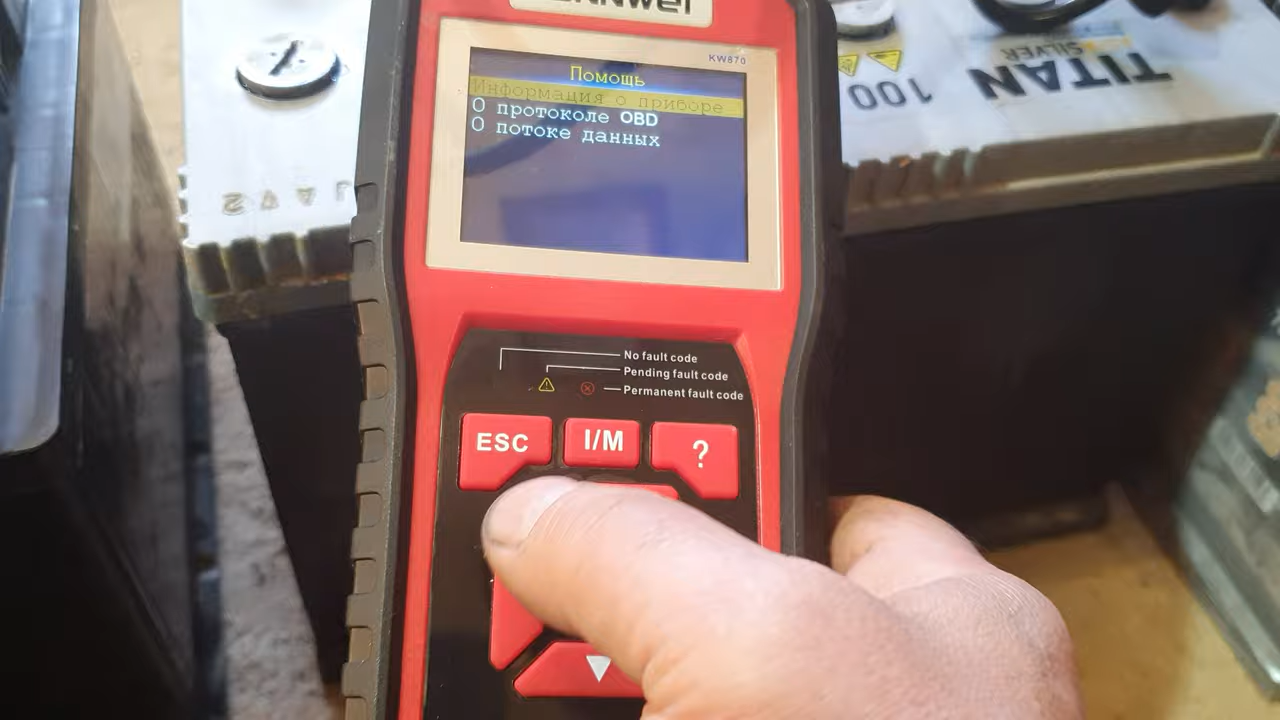 KW870
Помощь
Информация о приборе
О протоколе OBD
О потоке данных
No fault code
Pending fault code
Permanent fault code
ESC
I/M
?
TITAN
SILVER
100